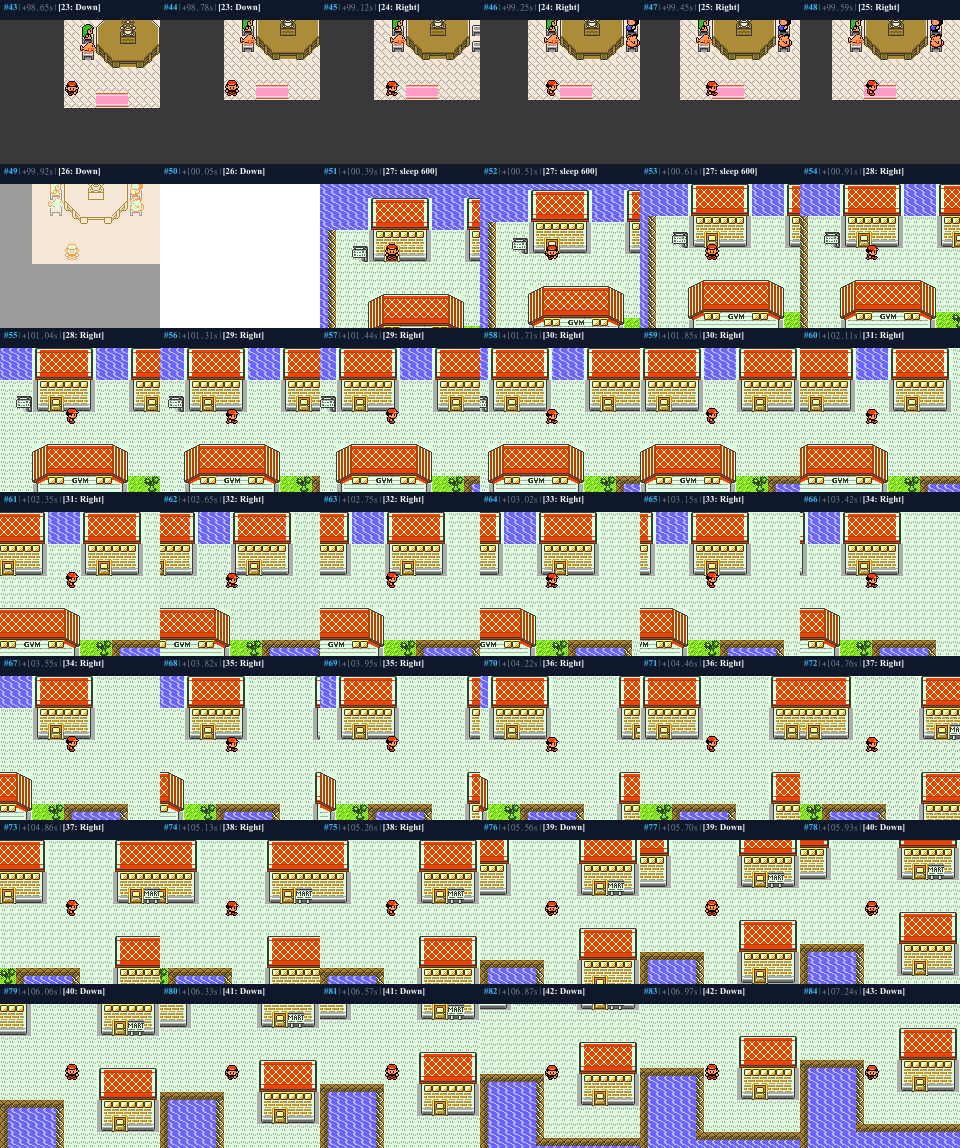 #43|+98.65s|[23: Down] #44|+98.78s|[23: Down] #45|+99.12s|[24: Right] #46|+99.25s|[24: Right] #47|+99.45s|[25: Right] #48|+99.59s|[25: Right]
#49|+99.92s|[26: Down] #50|+100.05s|[26: Down] #51|+100.39s|[27: sleep 600] #52|+100.51s|[27: sleep 600] #53|+100.61s|[27: sleep 600] #54|+100.91s|[28: Right]
GYM GYM GYM
#55|+101.04s|[28: Right] #56|+101.31s|[29: Right] #57|+101.44s|[29: Right] #58|+101.71s|[30: Right] #59|+101.85s|[30: Right] #60|+102.11s|[31: Right]
GYM GYM GYM GYM GYM GYM
#61|+102.35s|[31: Right] #62|+102.65s|[32: Right] #63|+102.75s|[32: Right] #64|+103.02s|[33: Right] #65|+103.15s|[33: Right] #66|+103.42s|[34: Right]
GYM GYM GYM GYM
#67|+103.55s|[34: Right] #68|+103.82s|[35: Right] #69|+103.95s|[35: Right] #70|+104.22s|[36: Right] #71|+104.46s|[36: Right] #72|+104.76s|[37: Right]
#73|+104.86s|[37: Right] #74|+105.13s|[38: Right] #75|+105.26s|[38: Right] #76|+105.56s|[39: Down] #77|+105.70s|[39: Down] #78|+105.93s|[40: Down]
MART MART MART MART MART MART
#79|+106.06s|[40: Down] #80|+106.33s|[41: Down] #81|+106.57s|[41: Down] #82|+106.87s|[42: Down] #83|+106.97s|[42: Down] #84|+107.24s|[43: Down]
MART MART MART MART